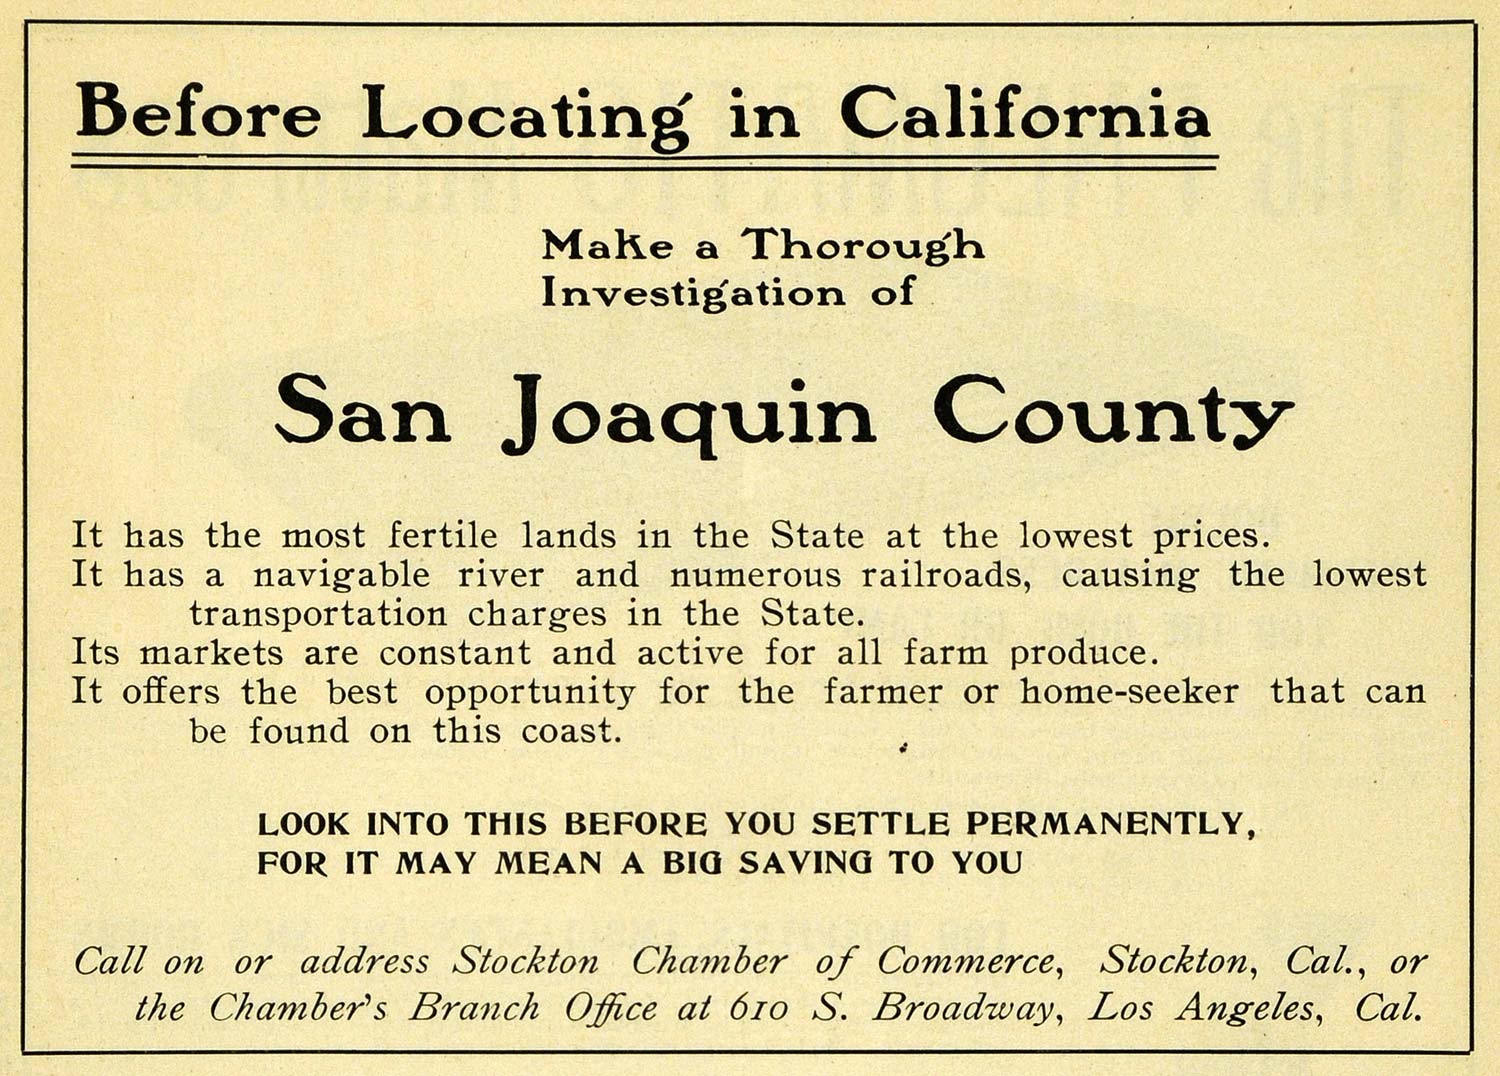 Before Locating in California
Make a Thorough
Investigation of
San Joaquin County
It has the most fertile lands in the State at the lowest prices.
It has a navigable river and numerous railroads, causing the lowest
transportation charges in the State.
Its markets are constant and active for all farm produce.
It offers the best opportunity for the farmer or home-seeker that can
be found on this coast.
LOOK INTO THIS BEFORE YOU SETTLE PERMANENTLY,
FOR IT MAY MEAN A BIG SAVING TO YOU
Call on or address Stockton Chamber of Commerce, Stockton, Cal., or
the Chamber's Branch Office at 610 S. Broadway, Los Angeles, Cal.